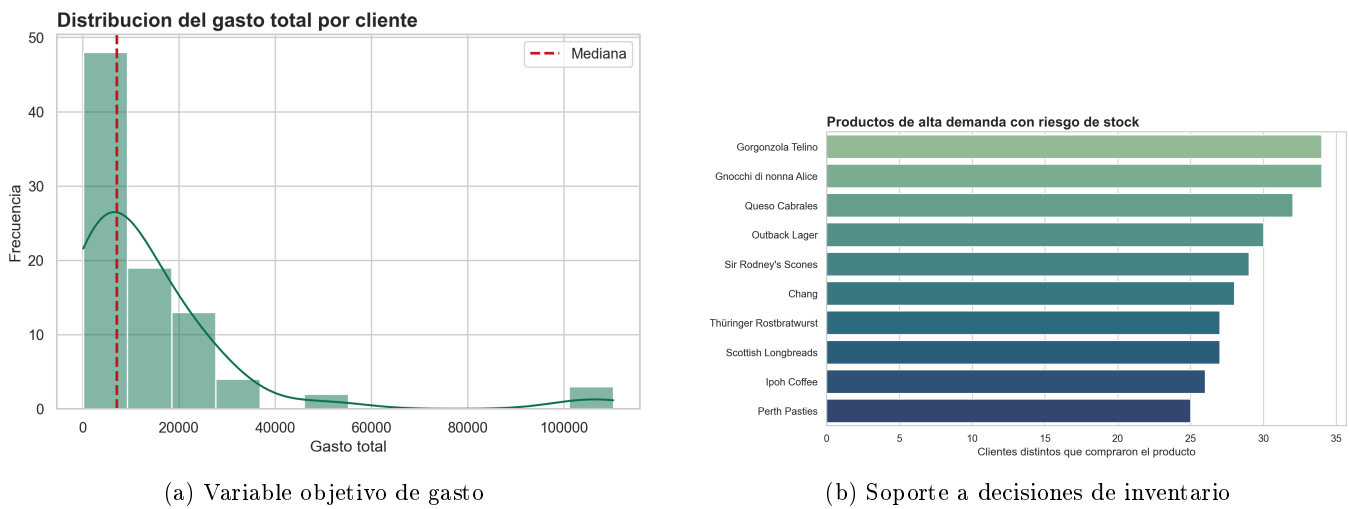 Distribucion del gasto total por cliente
50
40
30
20
10
0
Frecuencia
Mediana
0 20000 40000 60000 80000 100000
Gasto total
(a) Variable objetivo de gasto
Productos de alta demanda con riesgo de stock
Gorgonzola Telino
Gnocchi di nonna Alice
Queso Cabrales
Outback Lager
Sir Rodney's Scones
Chang
Thüringer Rostbratwurst
Scottish Longbreads
Ipoh Coffee
Perth Pasties
0 5 10 15 20 25 30 35
Clientes distintos que compraron el producto
(b) Soporte a decisiones de inventario